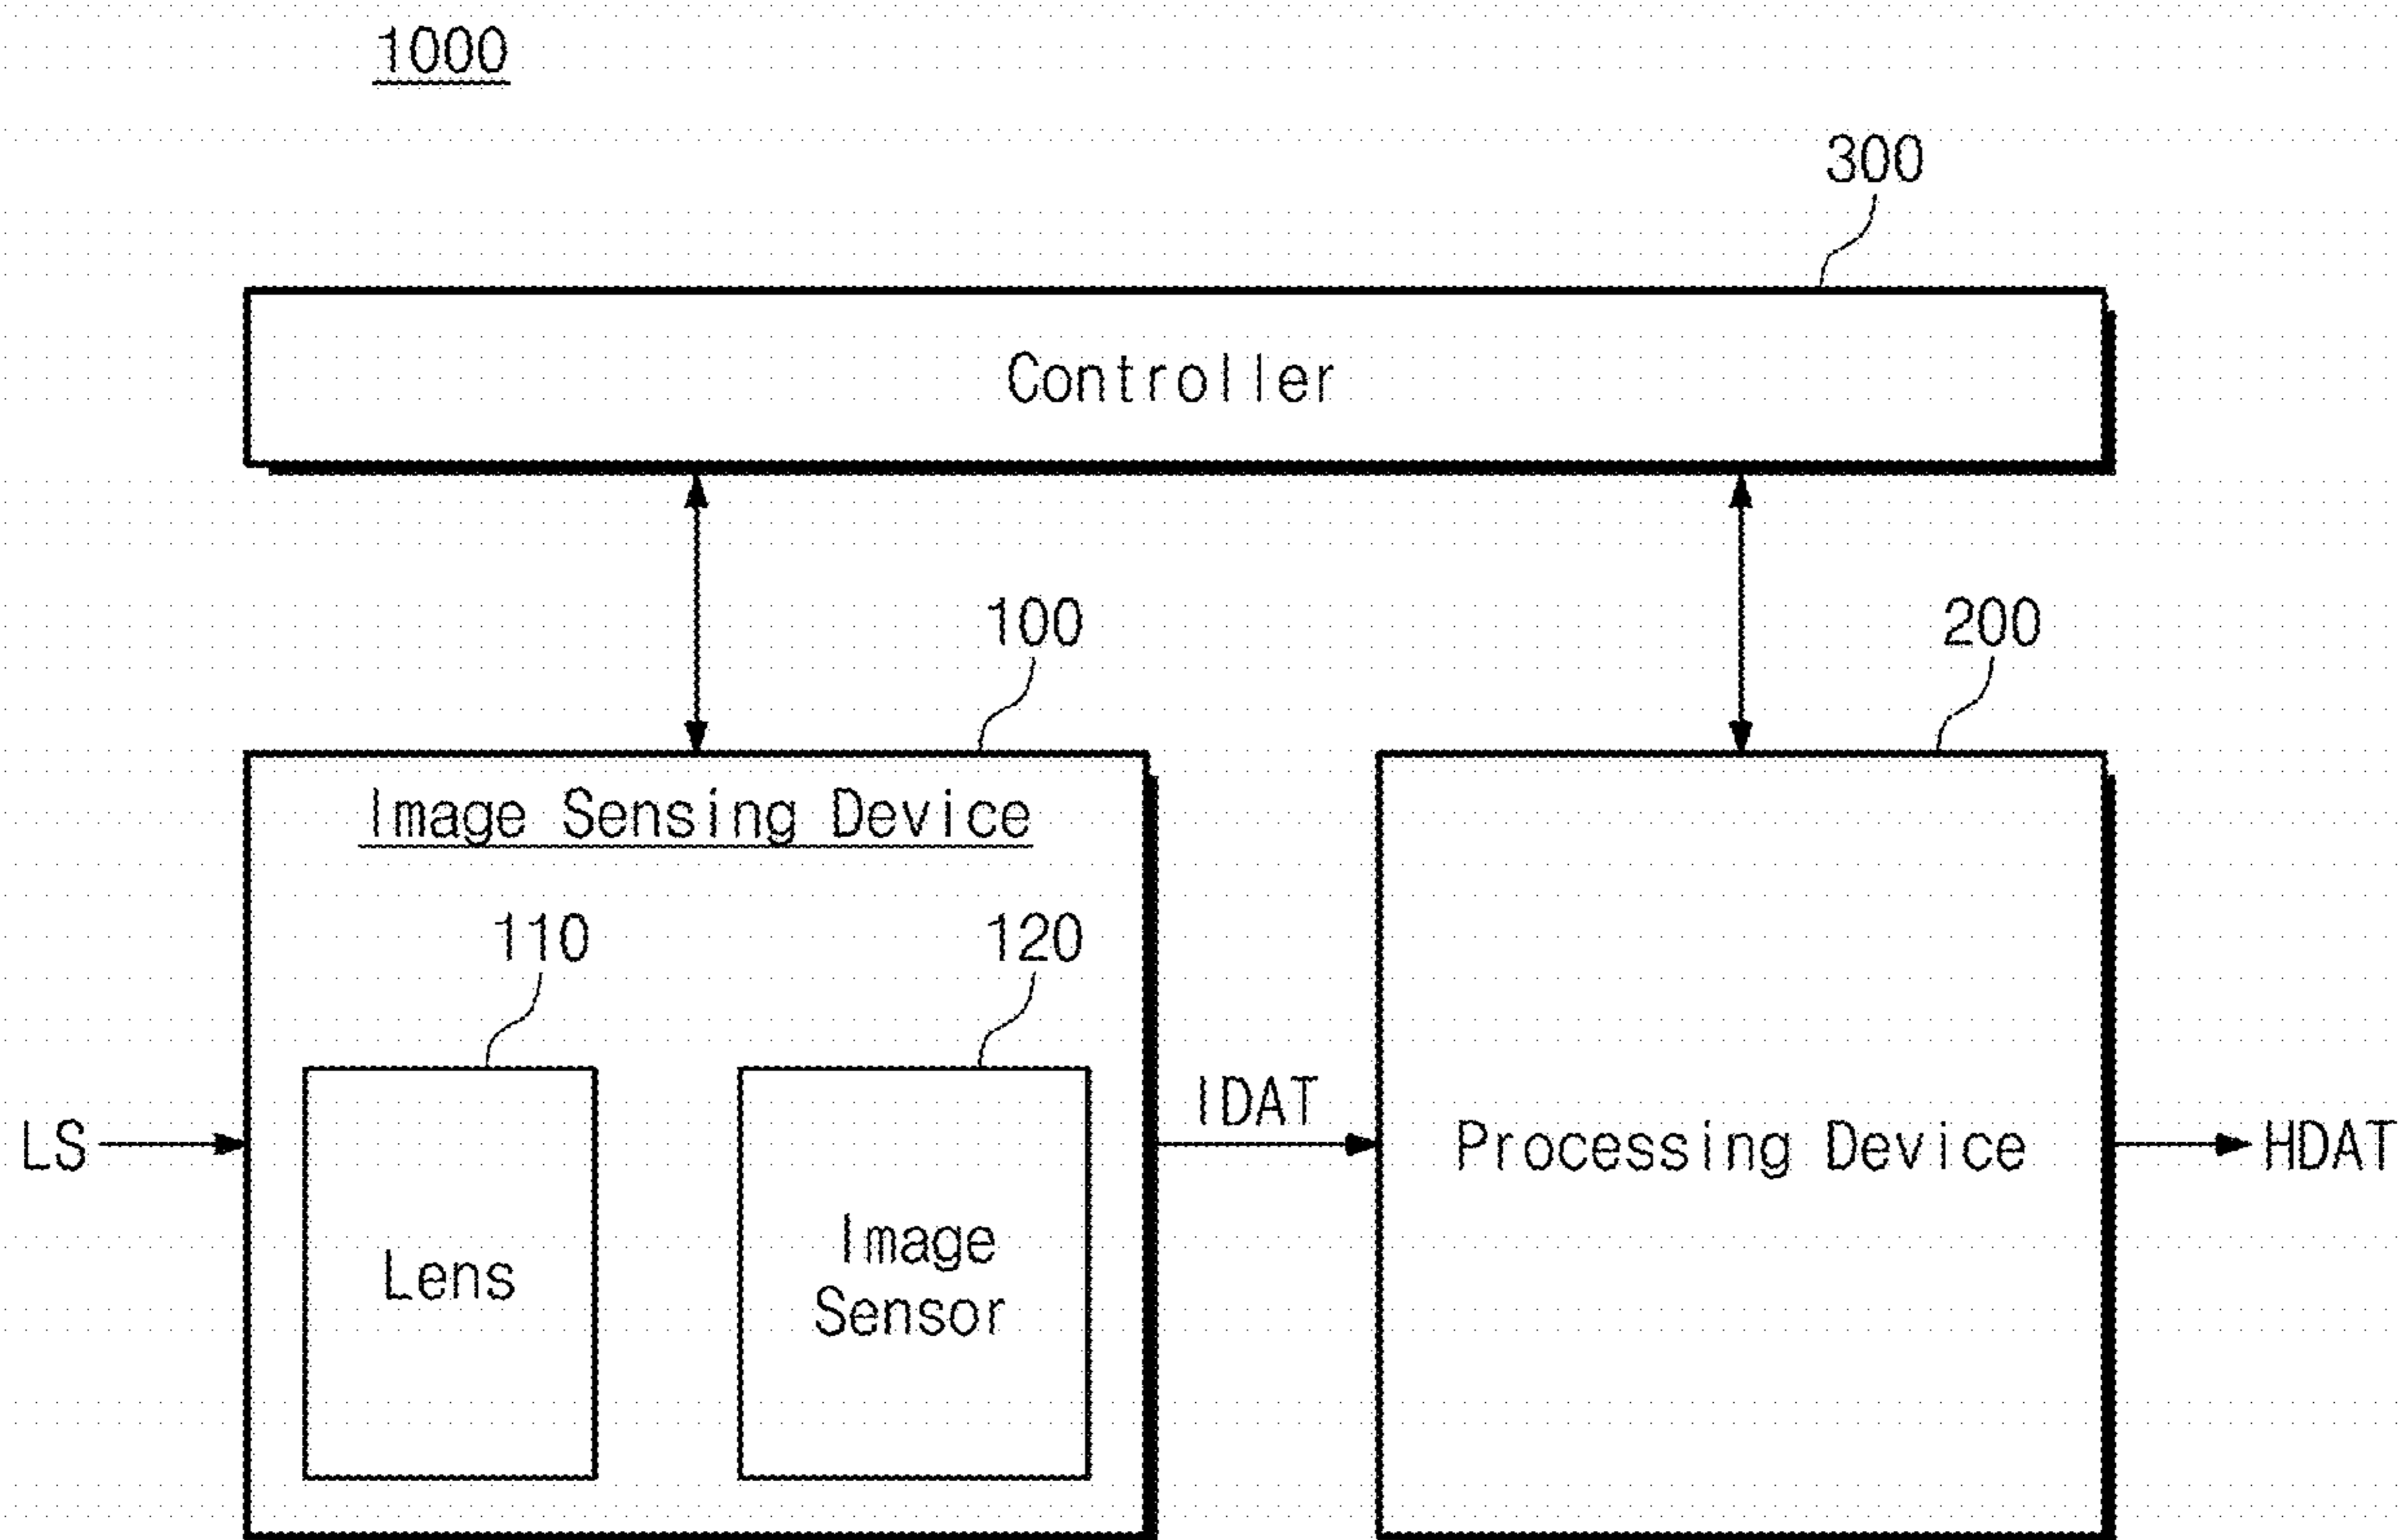 1000
300
Controller
100
200
Image Sensing Device
110
120
LS
Lens
Image
Sensor
IDAT
Processing Device
HDAT